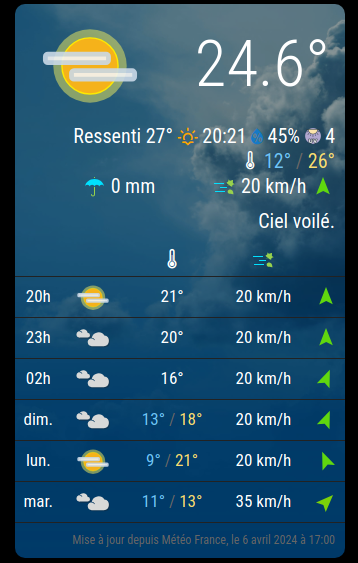 24.6°
Ressenti 27° 20:21 45% 4
12° / 26°
0 mm 20 km/h
Ciel voilé.
20h 21° 20 km/h
23h 20° 20 km/h
02h 16° 20 km/h
dim. 13° / 18° 20 km/h
lun. 9° / 21° 20 km/h
mar. 11° / 13° 35 km/h
Mise à jour depuis Météo France, le 6 avril 2024 à 17:00